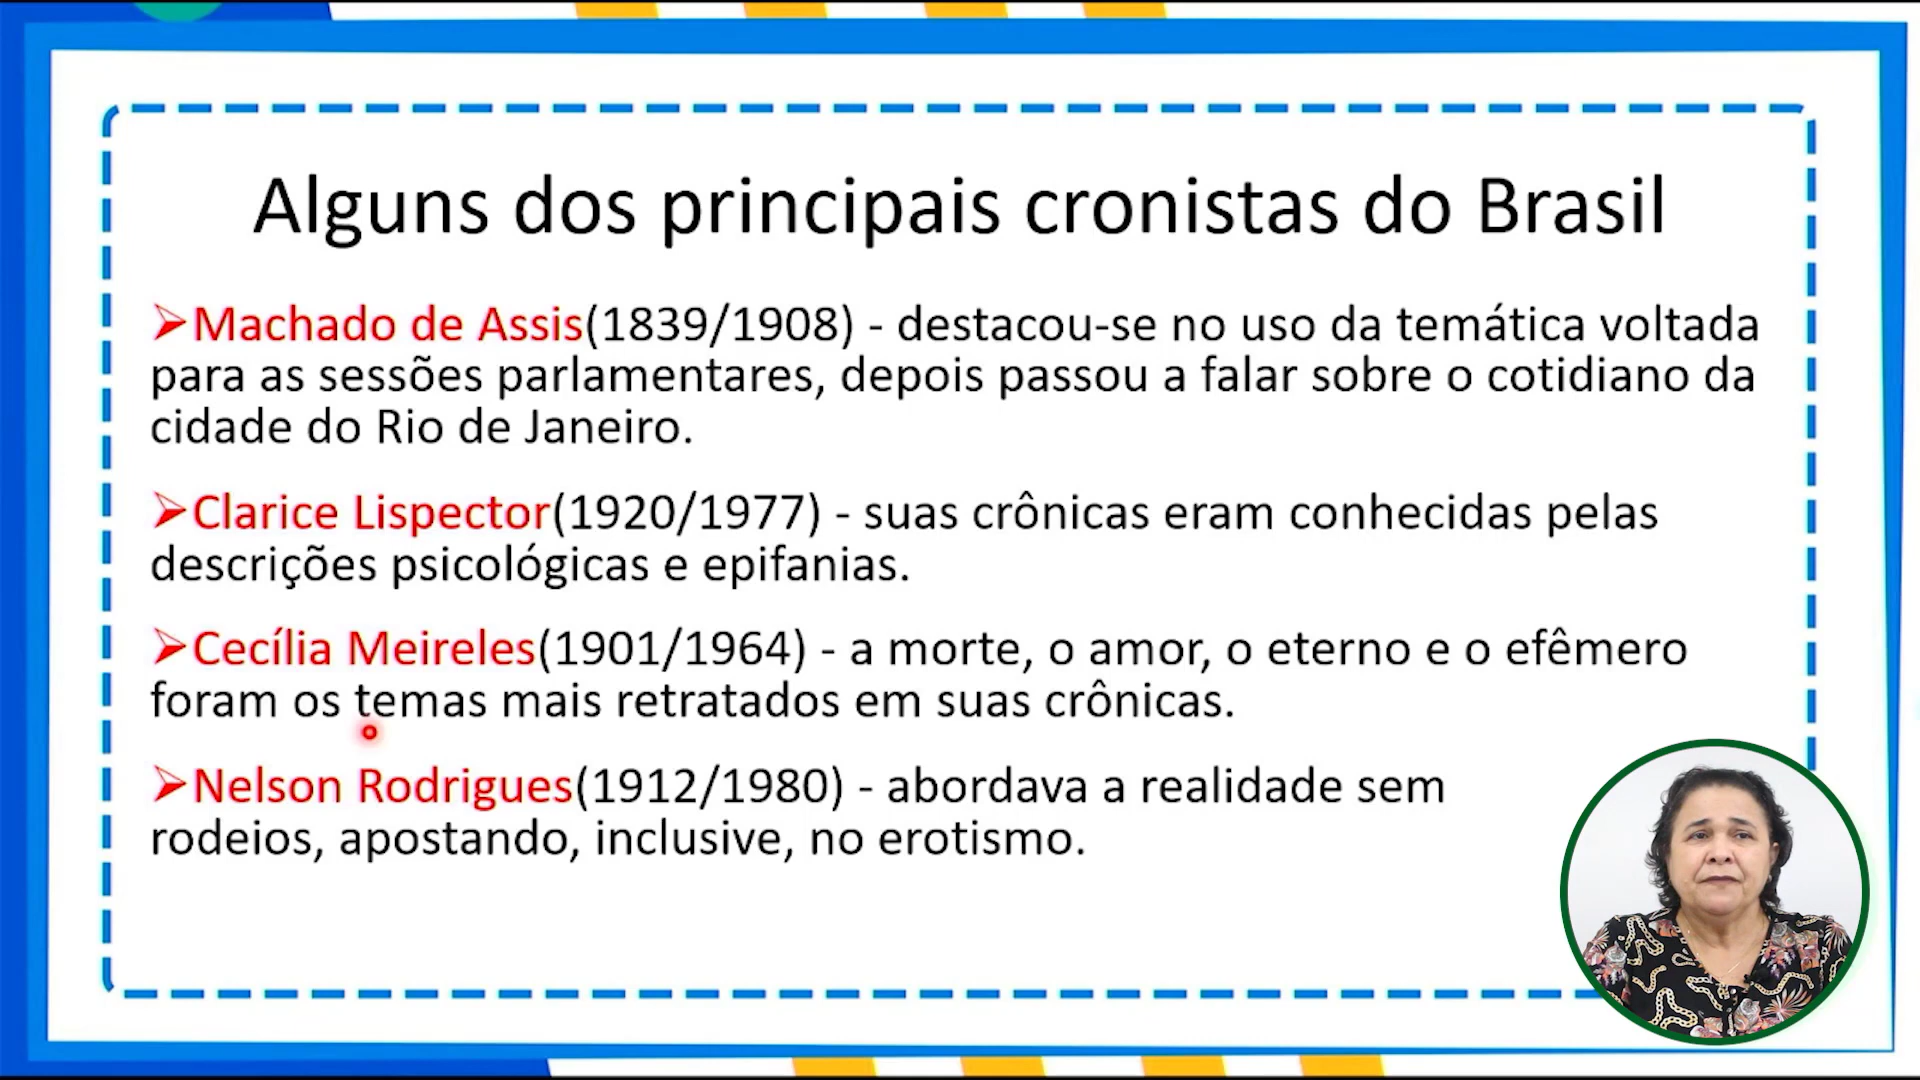 Alguns dos principais cronistas do Brasil
➢Machado de Assis(1839/1908) - destacou-se no uso da temática voltada
para as sessões parlamentares, depois passou a falar sobre o cotidiano da
cidade do Rio de Janeiro.
➢Clarice Lispector(1920/1977) - suas crônicas eram conhecidas pelas
descrições psicológicas e epifanias.
➢Cecília Meireles(1901/1964) - a morte, o amor, o eterno e o efêmero
foram os temas mais retratados em suas crônicas.
➢Nelson Rodrigues(1912/1980) - abordava a realidade sem
rodeios, apostando, inclusive, no erotismo.